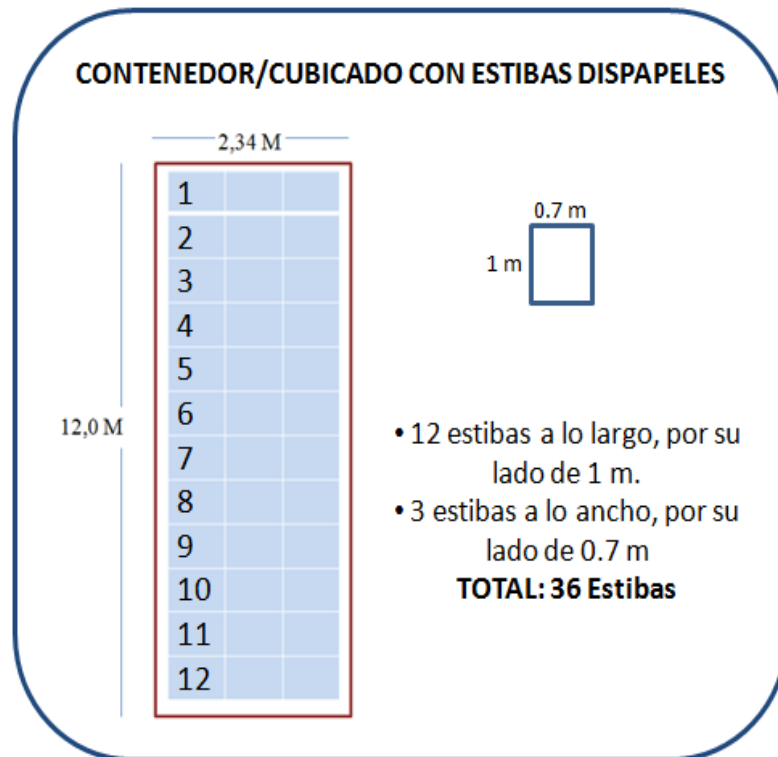 CONTENEDOR/CUBICADO CON ESTIBAS DISPAPELES
2,34 M
1
2
3
4
5
6
7
8
9
10
11
12
12,0 M
0.7 m
1 m
• 12 estibas a lo largo, por su
lado de 1 m.
• 3 estibas a lo ancho, por su
lado de 0.7 m
TOTAL: 36 Estibas